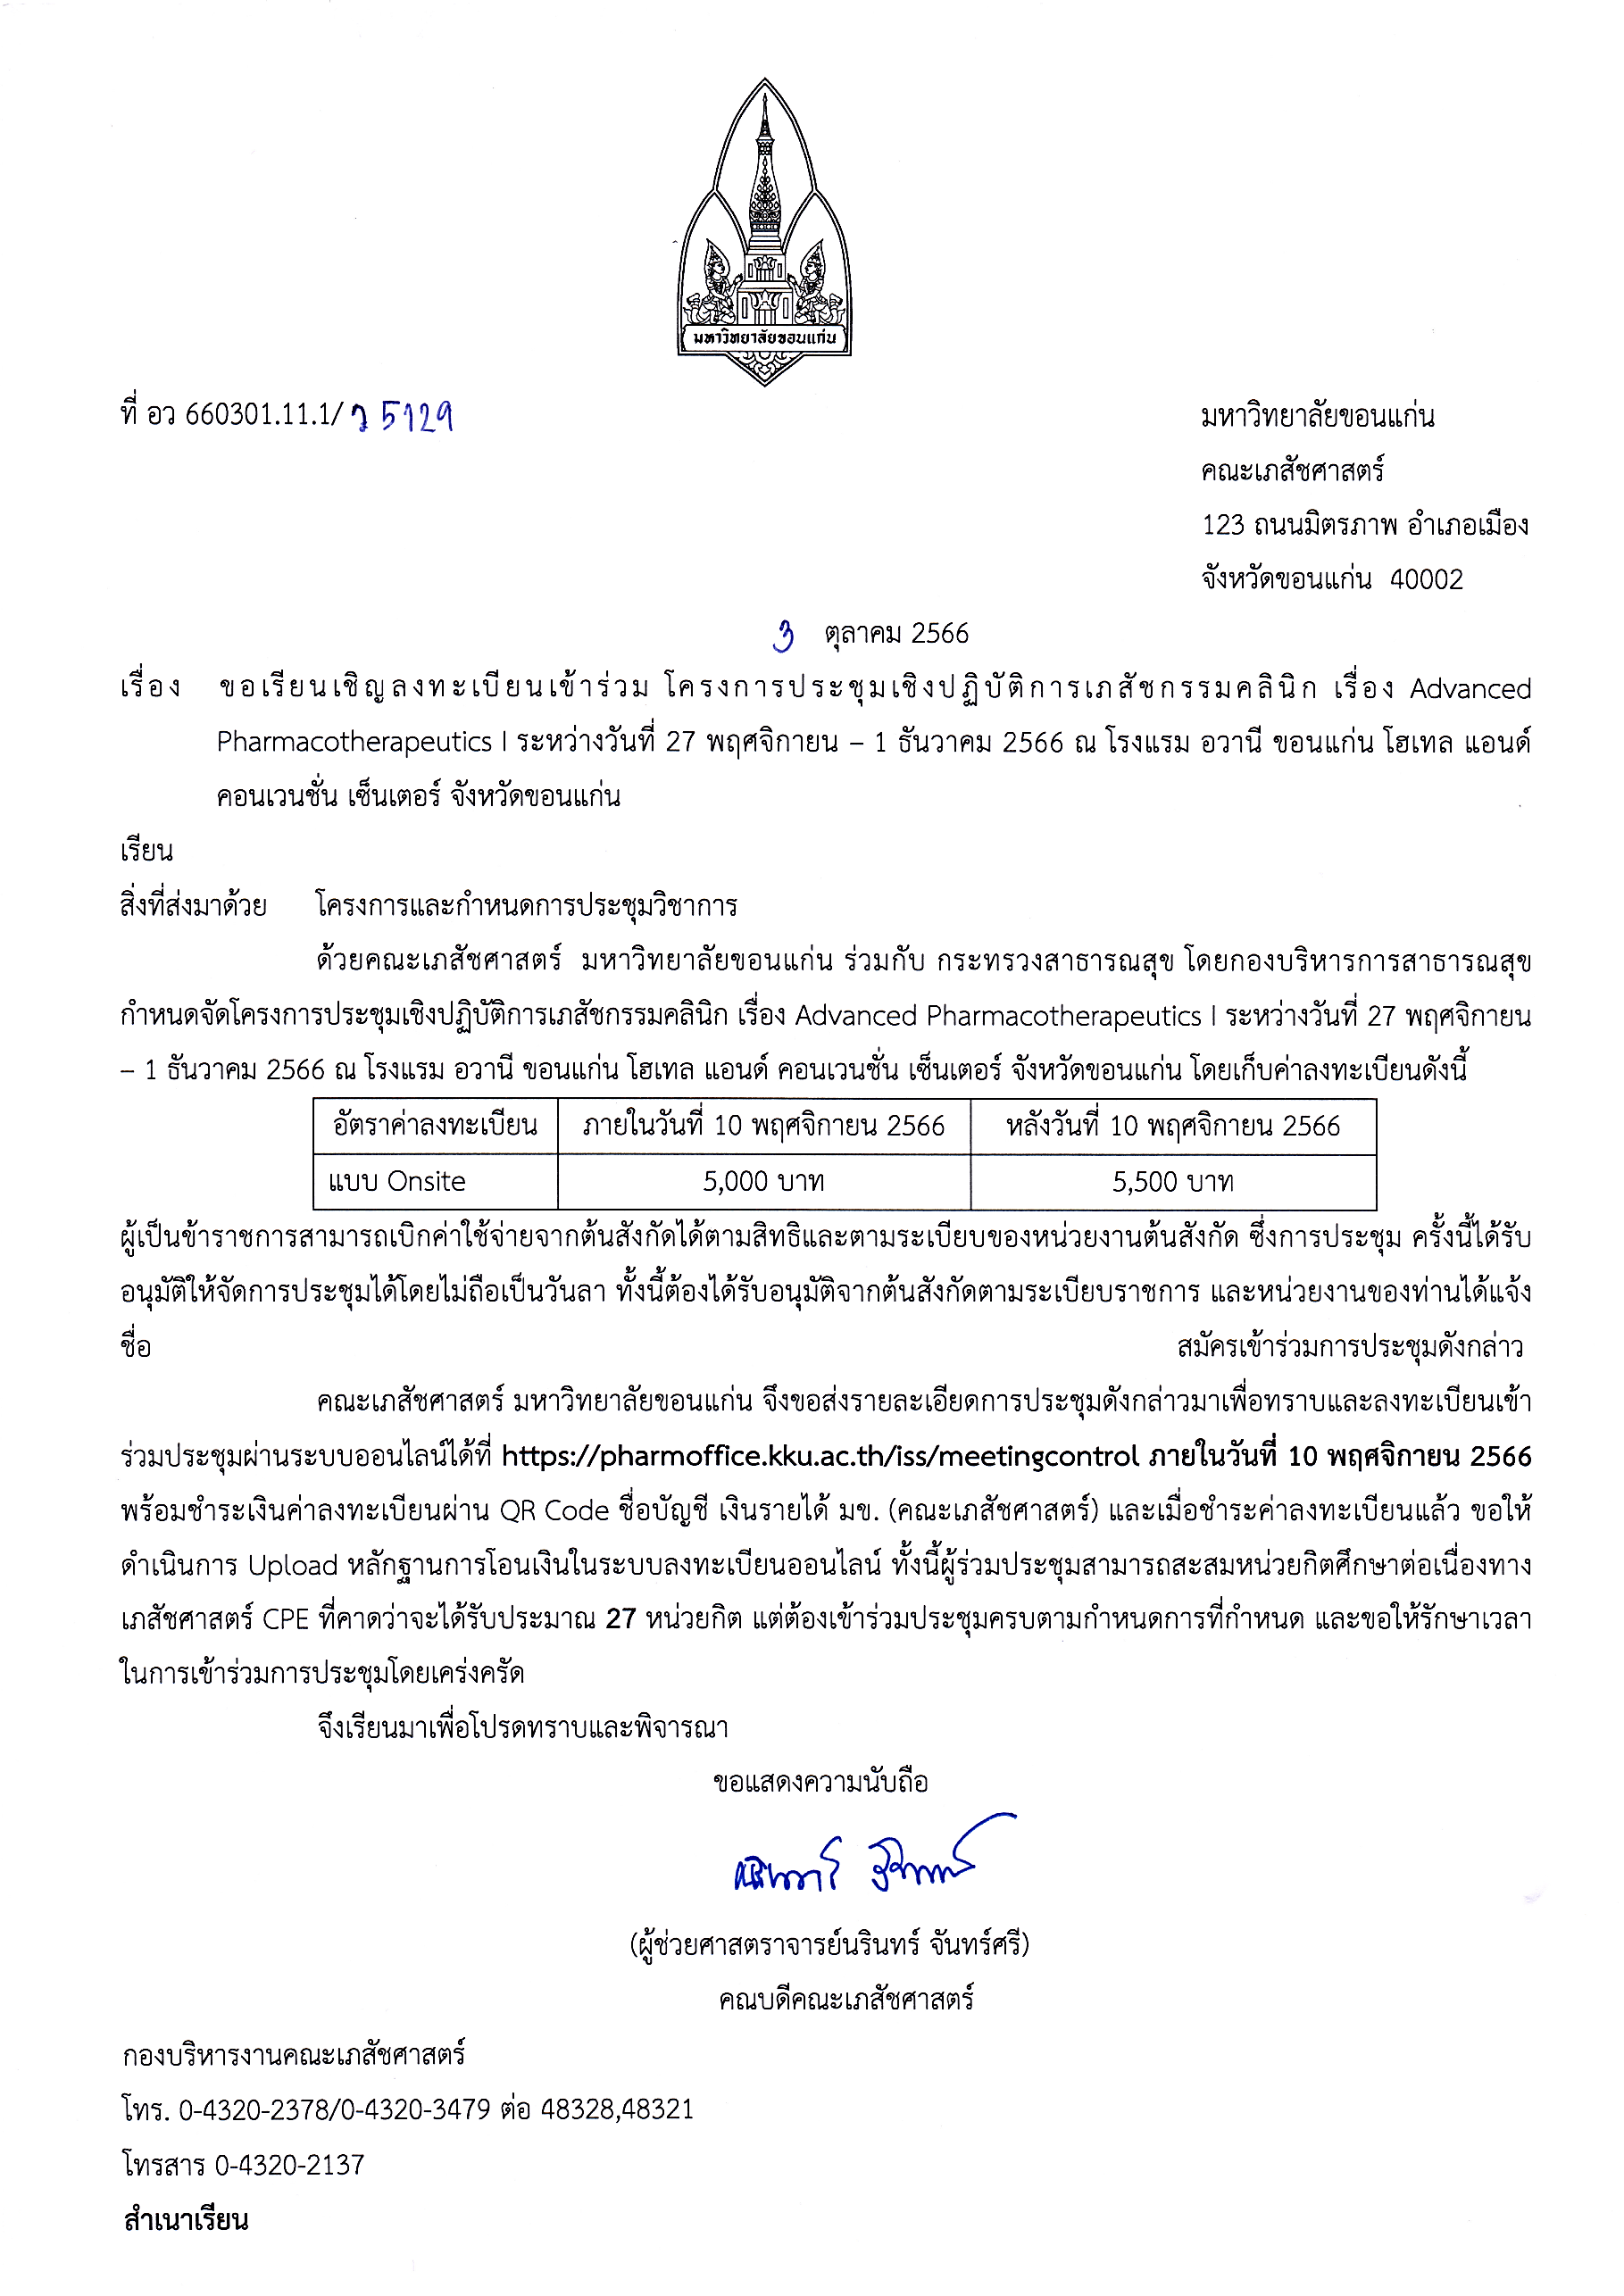 มหาวิทยาลัยขอนแก่น
ที่ อว 660301.11.1/ว 5129
มหาวิทยาลัยขอนแก่น
คณะเภสัชศาสตร์
123 ถนนมิตรภาพ อำเภอเมือง
จังหวัดขอนแก่น 40002
3 ตุลาคม 2566
เรื่อง ขอเรียนเชิญลงทะเบียนเข้าร่วม โครงการประชุมเชิงปฏิบัติการเภสัชกรรมคลินิก เรื่อง Advanced
Pharmacotherapeutics I ระหว่างวันที่ 27 พฤศจิกายน – 1 ธันวาคม 2566 ณ โรงแรม อวานี ขอนแก่น โฮเทล แอนด์
คอนเวนชั่น เซ็นเตอร์ จังหวัดขอนแก่น
เรียน
สิ่งที่ส่งมาด้วย โครงการและกำหนดการประชุมวิชาการ
ด้วยคณะเภสัชศาสตร์ มหาวิทยาลัยขอนแก่น ร่วมกับ กระทรวงสาธารณสุข โดยกองบริหารการสาธารณสุข
กำหนดจัดโครงการประชุมเชิงปฏิบัติการเภสัชกรรมคลินิก เรื่อง Advanced Pharmacotherapeutics I ระหว่างวันที่ 27 พฤศจิกายน
– 1 ธันวาคม 2566 ณ โรงแรม อวานี ขอนแก่น โฮเทล แอนด์ คอนเวนชั่น เซ็นเตอร์ จังหวัดขอนแก่น โดยเก็บค่าลงทะเบียนดังนี้
อัตราค่าลงทะเบียน ภายในวันที่ 10 พฤศจิกายน 2566 หลังวันที่ 10 พฤศจิกายน 2566
แบบ Onsite 5,000 บาท 5,500 บาท
ผู้เป็นข้าราชการสามารถเบิกค่าใช้จ่ายจากต้นสังกัดได้ตามสิทธิและตามระเบียบของหน่วยงานต้นสังกัด ซึ่งการประชุม ครั้งนี้ได้รับ
อนุมัติให้จัดการประชุมได้โดยไม่ถือเป็นวันลา ทั้งนี้ต้องได้รับอนุมัติจากต้นสังกัดตามระเบียบราชการ และหน่วยงานของท่านได้แจ้ง
ชื่อ สมัครเข้าร่วมการประชุมดังกล่าว
คณะเภสัชศาสตร์ มหาวิทยาลัยขอนแก่น จึงขอส่งรายละเอียดการประชุมดังกล่าวมาเพื่อทราบและลงทะเบียนเข้า
ร่วมประชุมผ่านระบบออนไลน์ได้ที่ https://pharmoffice.kku.ac.th/iss/meetingcontrol ภายในวันที่ 10 พฤศจิกายน 2566
พร้อมชำระเงินค่าลงทะเบียนผ่าน QR Code ชื่อบัญชี เงินรายได้ มข. (คณะเภสัชศาสตร์) และเมื่อชำระค่าลงทะเบียนแล้ว ขอให้
ดำเนินการ Upload หลักฐานการโอนเงินในระบบลงทะเบียนออนไลน์ ทั้งนี้ผู้ร่วมประชุมสามารถสะสมหน่วยกิตศึกษาต่อเนื่องทาง
เภสัชศาสตร์ CPE ที่คาดว่าจะได้รับประมาณ 27 หน่วยกิต แต่ต้องเข้าร่วมประชุมครบตามกำหนดการที่กำหนด และขอให้รักษาเวลา
ในการเข้าร่วมการประชุมโดยเคร่งครัด
จึงเรียนมาเพื่อโปรดทราบและพิจารณา
ขอแสดงความนับถือ
(ผู้ช่วยศาสตราจารย์นรินทร์ จันทร์ศรี)
คณบดีคณะเภสัชศาสตร์
กองบริหารงานคณะเภสัชศาสตร์
โทร. 0-4320-2378/0-4320-3479 ต่อ 48328,48321
โทรสาร 0-4320-2137
สำเนาเรียน